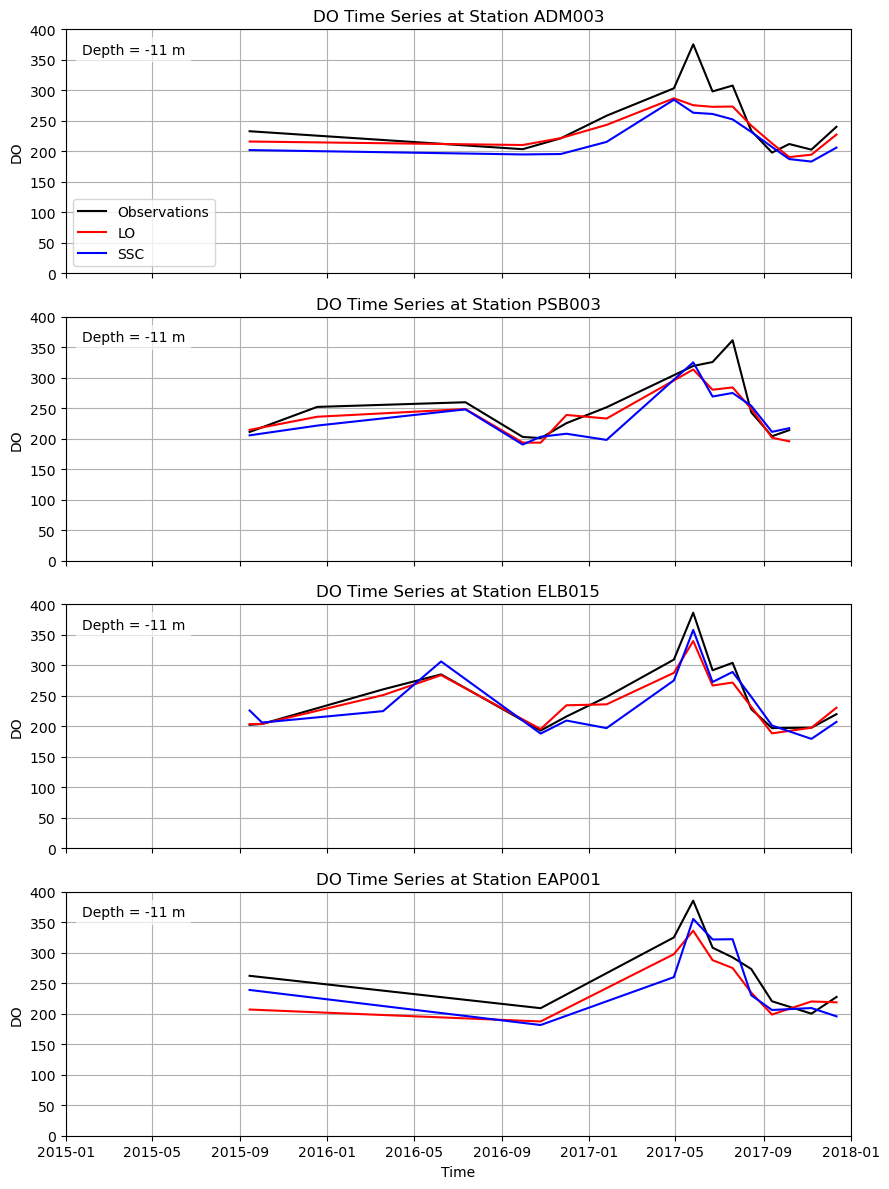 DO Time Series at Station ADM003
400
350
300
250
200
150
100
50
0
DO
Depth = -11 m
Observations
LO
SSC
DO Time Series at Station PSB003
400
350
300
250
200
150
100
50
0
DO
Depth = -11 m
DO Time Series at Station ELB015
400
350
300
250
200
150
100
50
0
DO
Depth = -11 m
DO Time Series at Station EAP001
400
350
300
250
200
150
100
50
0
DO
Depth = -11 m
2015-01 2015-05 2015-09 2016-01 2016-05 2016-09 2017-01 2017-05 2017-09 2018-01
Time